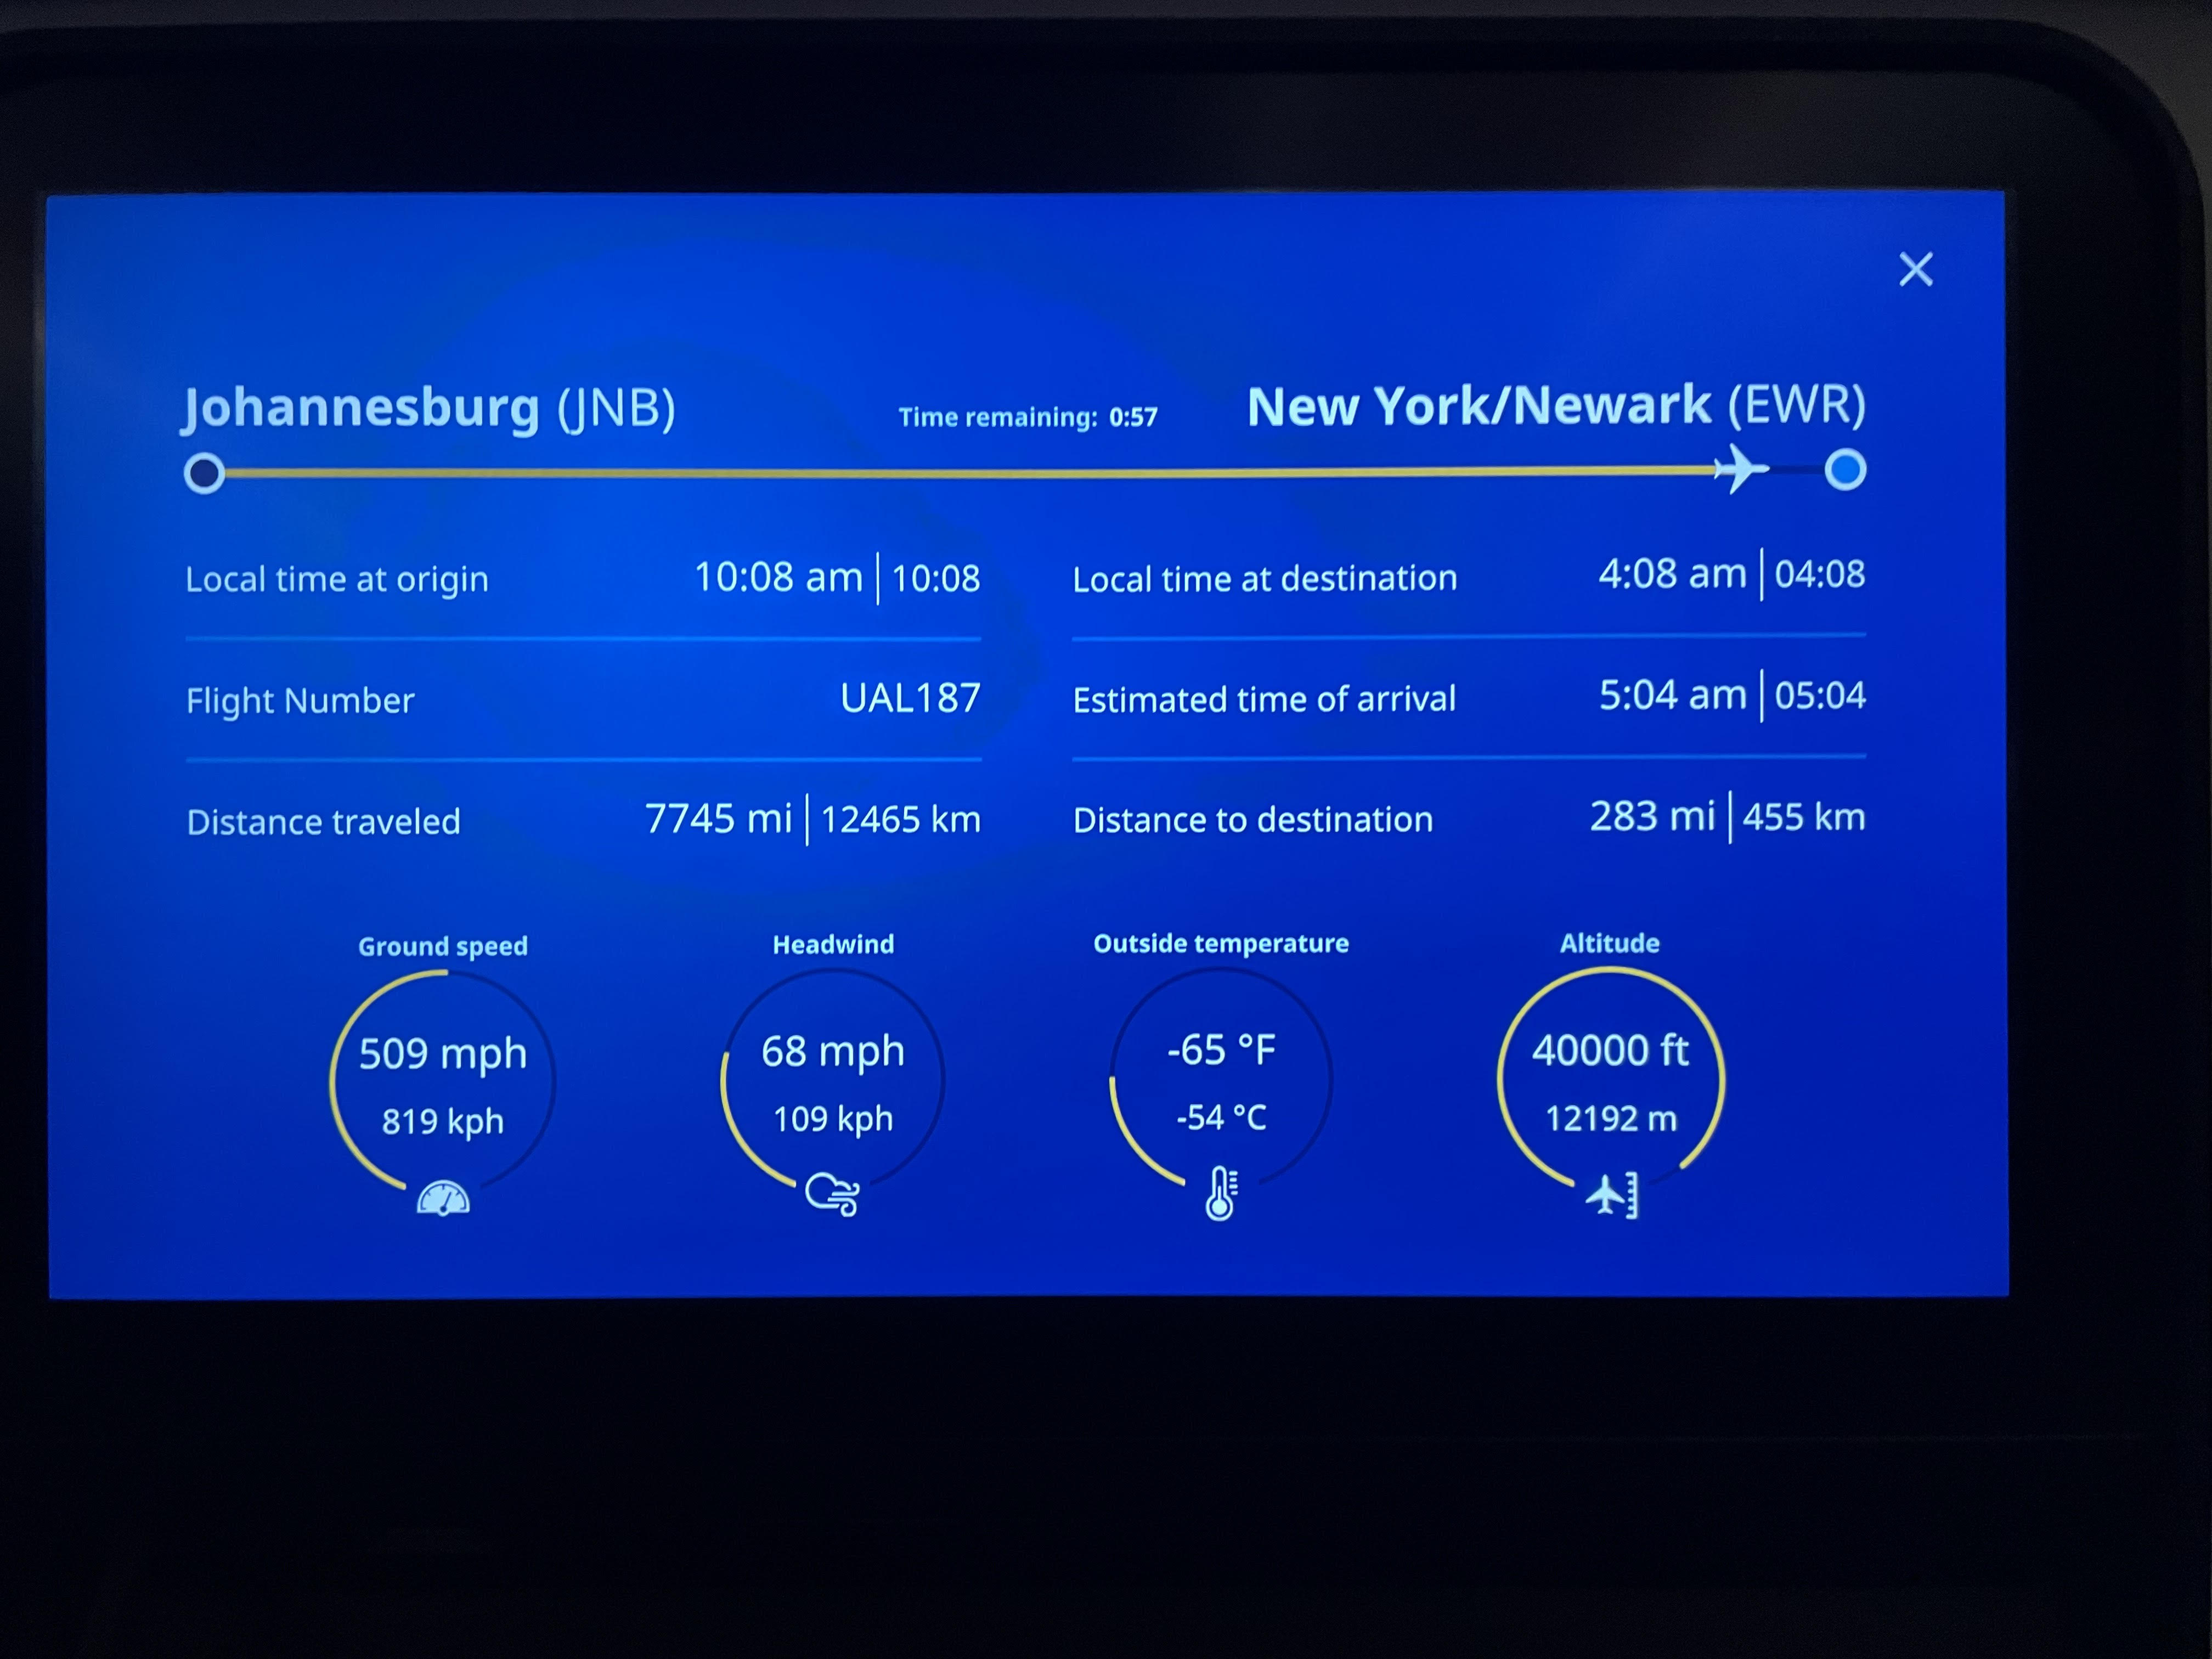 Johannesburg (JNB) Time remaining: 0:57 New York/Newark (EWR)
Local time at origin 10:08 am | 10:08 Local time at destination 4:08 am | 04:08
Flight Number UAL187 Estimated time of arrival 5:04 am | 05:04
Distance traveled 7745 mi | 12465 km Distance to destination 283 mi | 455 km
Ground speed Headwind Outside temperature Altitude
509 mph 68 mph -65 °F 40000 ft
819 kph 109 kph -54 °C 12192 m